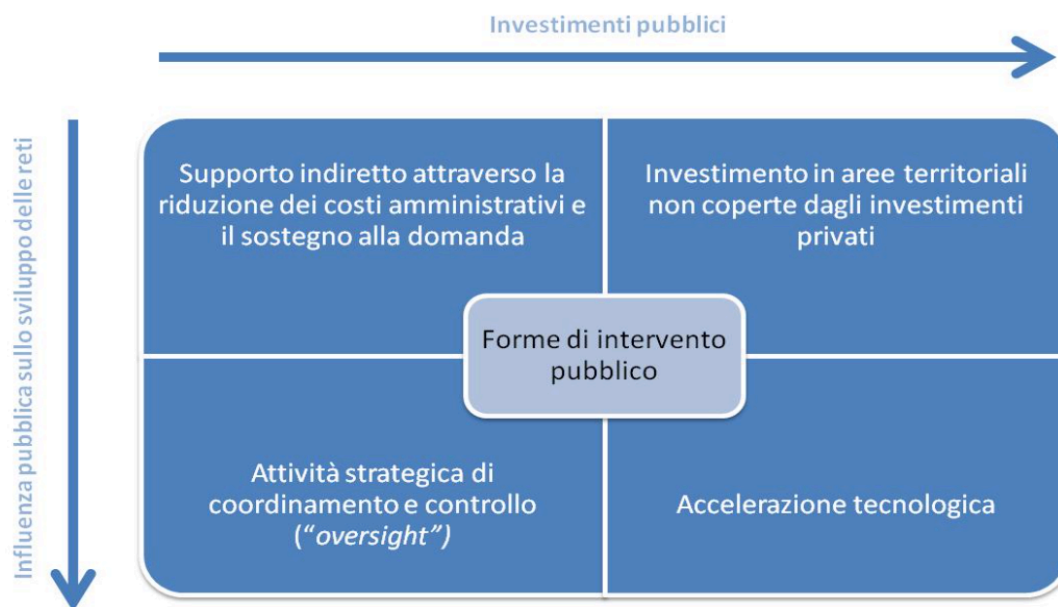 Investimenti pubblici
Influenza pubblica sullo sviluppo delle reti
Supporto indiretto attraverso la
riduzione dei costi amministrativi e
il sostegno alla domanda
Investimento in aree territoriali
non coperte dagli investimenti
privati
Forme di intervento
pubblico
Attività strategica di
coordinamento e controllo
(“oversight”)
Accelerazione tecnologica